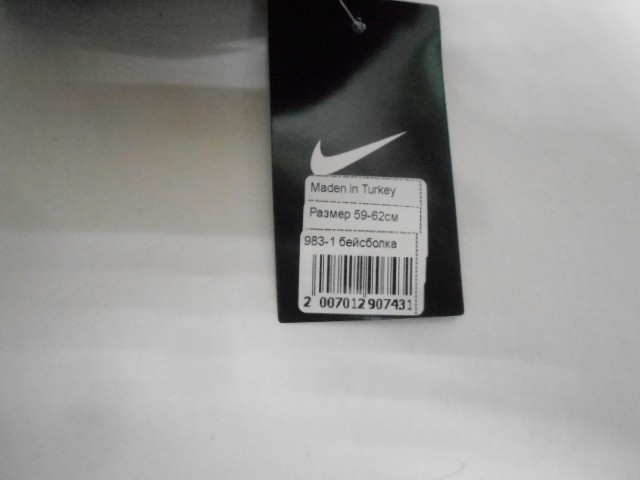 Maden in Turkey
Размер 59-62см
983-1 бейсболка
2 007012 907431